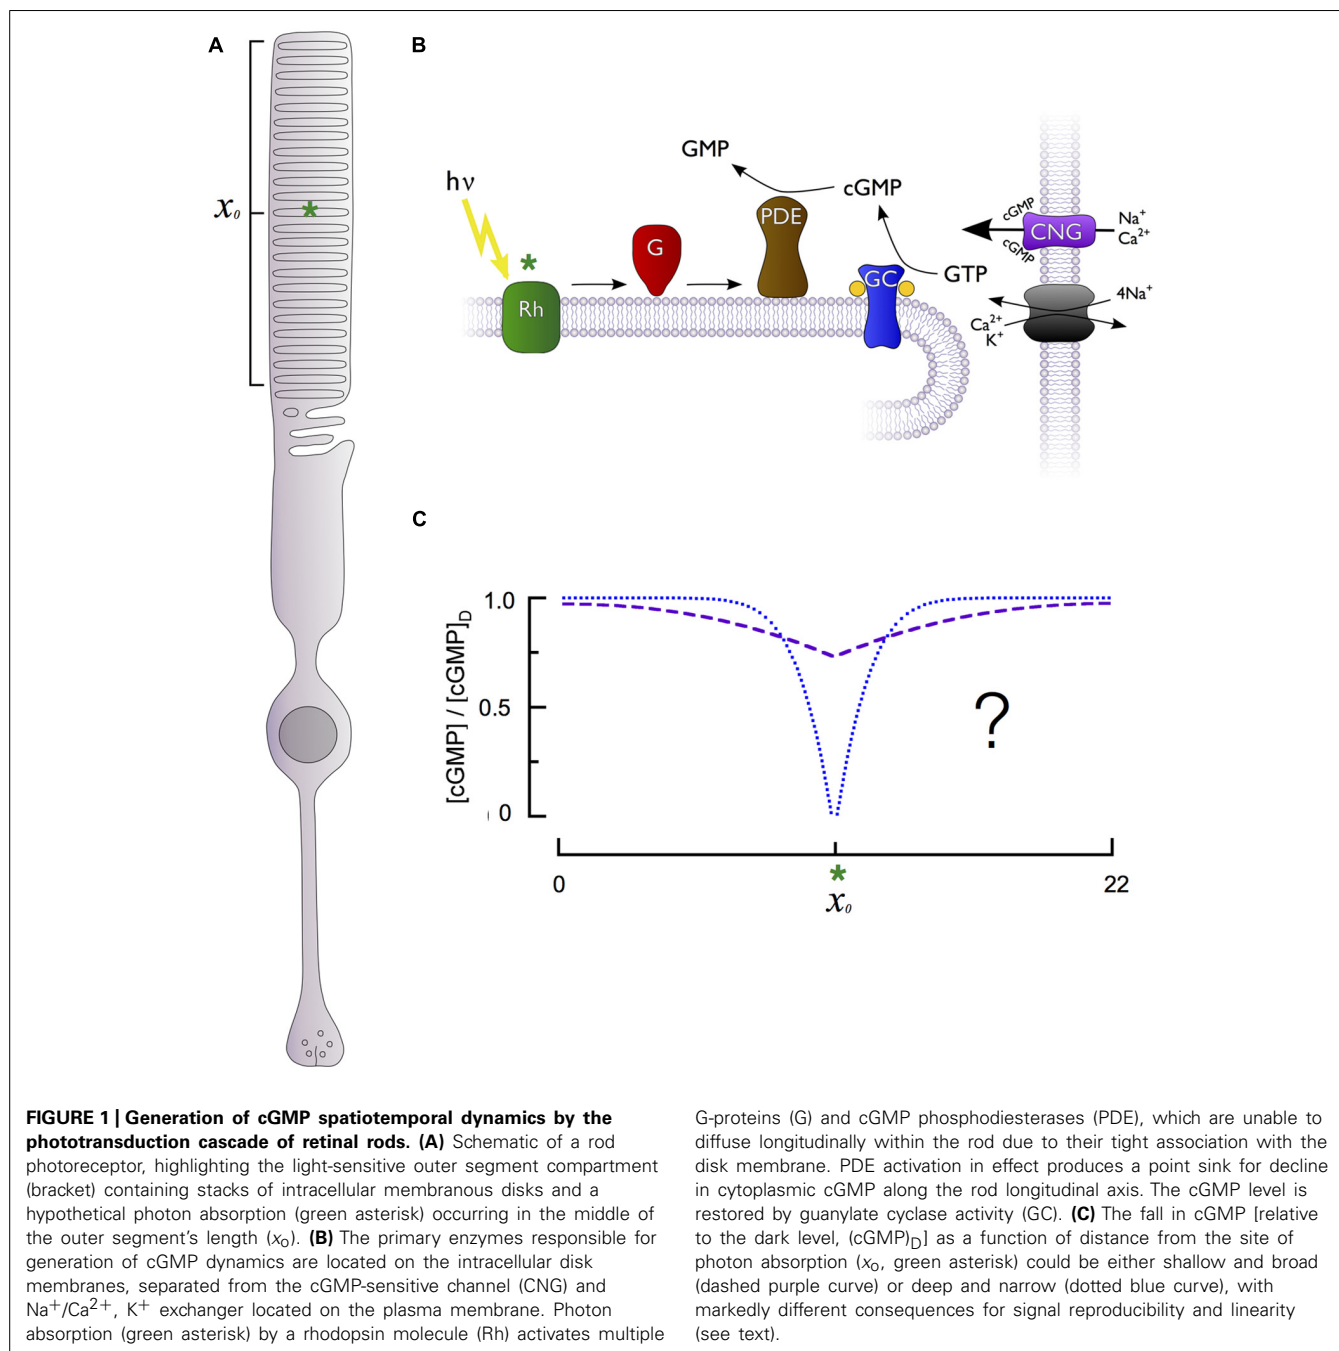 A
B
x₀
*
hν
*
Rh
G
PDE
GMP
cGMP
GC
GTP
cGMP
cGMP
CNG
Na⁺
Ca²⁺
4Na⁺
Ca²⁺
K⁺
C
[cGMP] / [cGMP]D
1.0
0.5
0
?
0
*
x₀
22
FIGURE 1 | Generation of cGMP spatiotemporal dynamics by the
phototransduction cascade of retinal rods. (A) Schematic of a rod
photoreceptor, highlighting the light-sensitive outer segment compartment
(bracket) containing stacks of intracellular membranous disks and a
hypothetical photon absorption (green asterisk) occurring in the middle of
the outer segment's length (x₀). (B) The primary enzymes responsible for
generation of cGMP dynamics are located on the intracellular disk
membranes, separated from the cGMP-sensitive channel (CNG) and
Na⁺/Ca²⁺, K⁺ exchanger located on the plasma membrane. Photon
absorption (green asterisk) by a rhodopsin molecule (Rh) activates multiple
G-proteins (G) and cGMP phosphodiesterases (PDE), which are unable to
diffuse longitudinally within the rod due to their tight association with the
disk membrane. PDE activation in effect produces a point sink for decline
in cytoplasmic cGMP along the rod longitudinal axis. The cGMP level is
restored by guanylate cyclase activity (GC). (C) The fall in cGMP [relative
to the dark level, (cGMP)D] as a function of distance from the site of
photon absorption (x₀, green asterisk) could be either shallow and broad
(dashed purple curve) or deep and narrow (dotted blue curve), with
markedly different consequences for signal reproducibility and linearity
(see text).